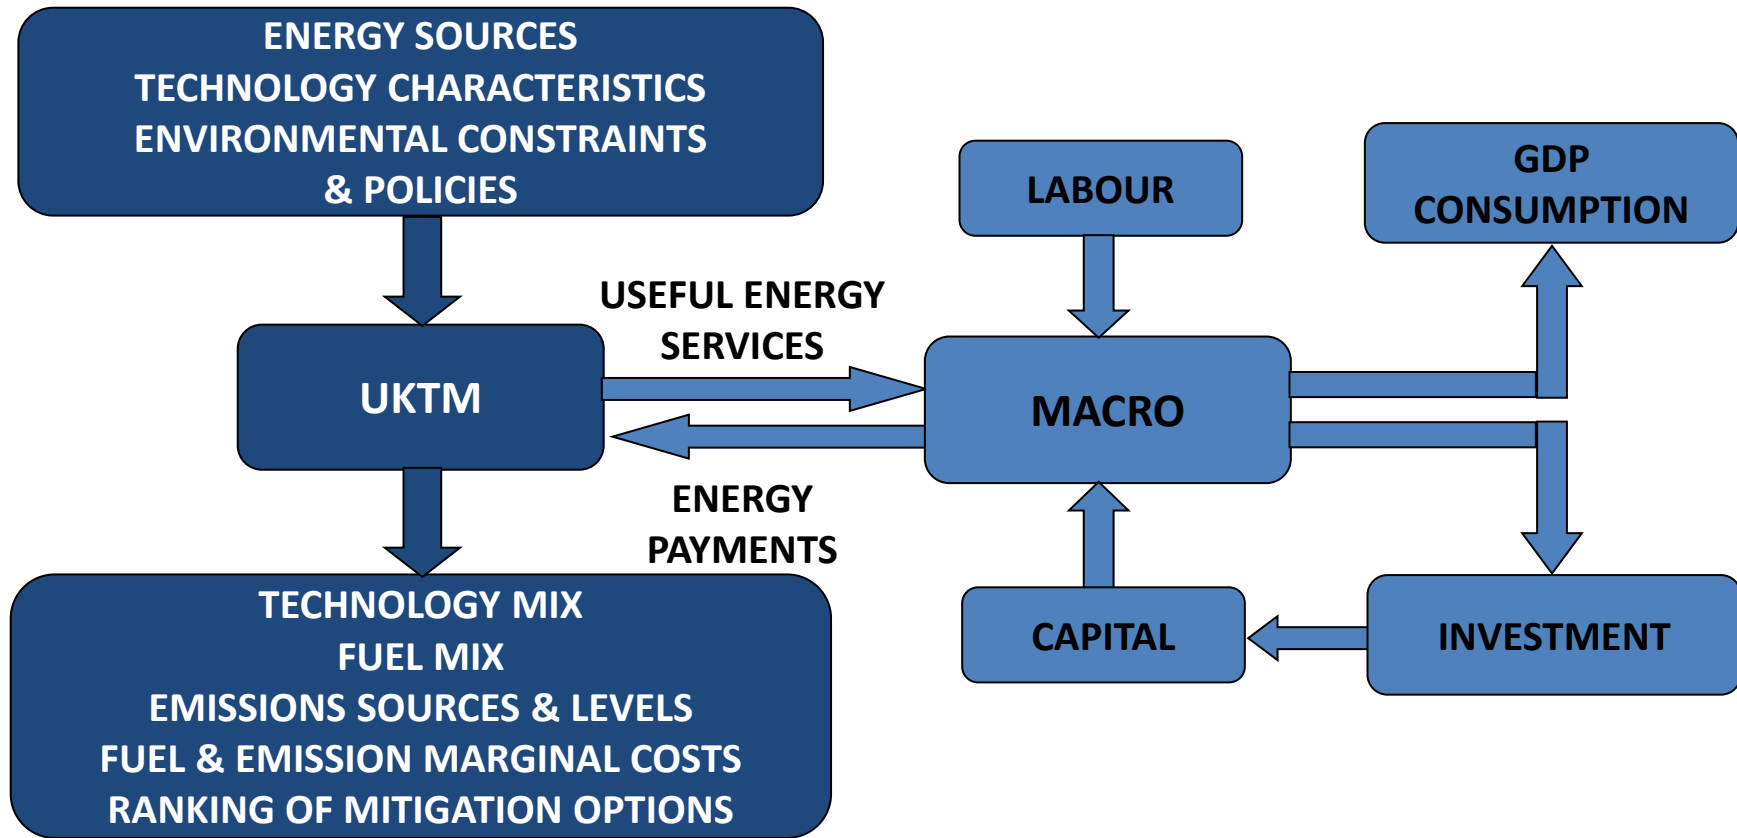 ENERGY SOURCES
TECHNOLOGY CHARACTERISTICS
ENVIRONMENTAL CONSTRAINTS
& POLICIES
LABOUR
GDP
CONSUMPTION
USEFUL ENERGY
SERVICES
UKTM
MACRO
ENERGY
PAYMENTS
TECHNOLOGY MIX
FUEL MIX
EMISSIONS SOURCES & LEVELS
FUEL & EMISSION MARGINAL COSTS
RANKING OF MITIGATION OPTIONS
CAPITAL
INVESTMENT